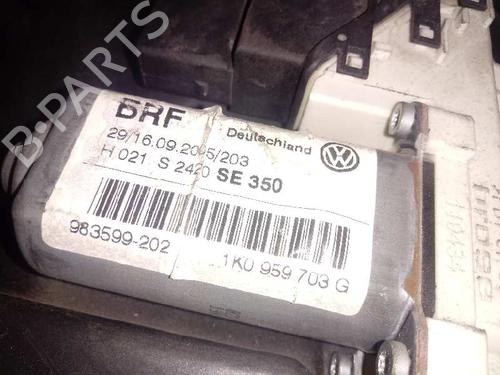 B-PARTS
BRF Deutschland
29/16.09.2005/203
H 021 S 2420 SE 350
983599-202
1K0 959 703 G